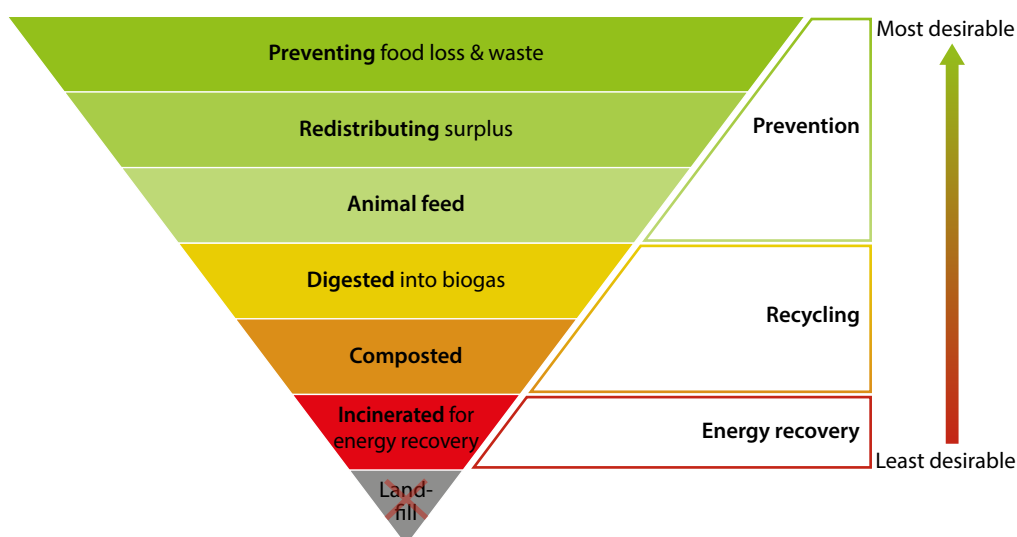 Most desirable
Preventing food loss & waste
Redistributing surplus
Prevention
Animal feed
Digested into biogas
Recycling
Composted
Incinerated for
energy recovery
Energy recovery
Least desirable
Land-
fill